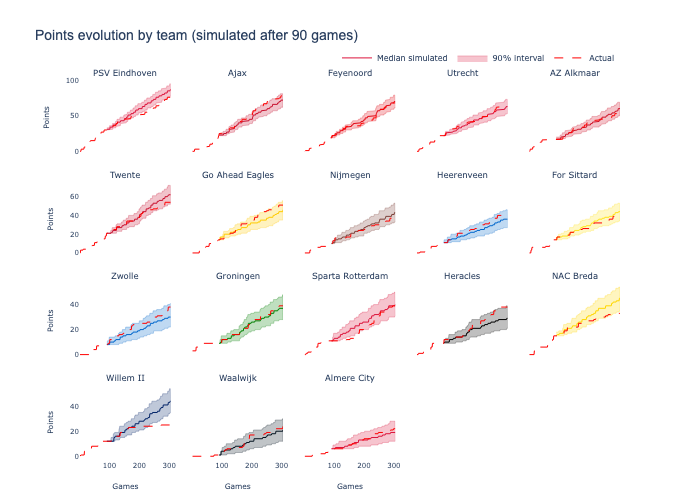 Points evolution by team (simulated after 90 games)
Median simulated 90% interval Actual
PSV Eindhoven Ajax Feyenoord Utrecht AZ Alkmaar
100
50
0
Points
Twente Go Ahead Eagles Nijmegen Heerenveen For Sittard
60
40
20
0
Points
Zwolle Groningen Sparta Rotterdam Heracles NAC Breda
40
20
0
Points
Willem II Waalwijk Almere City
40
20
0
Points
100 200 300 100 200 300 100 200 300
Games Games Games